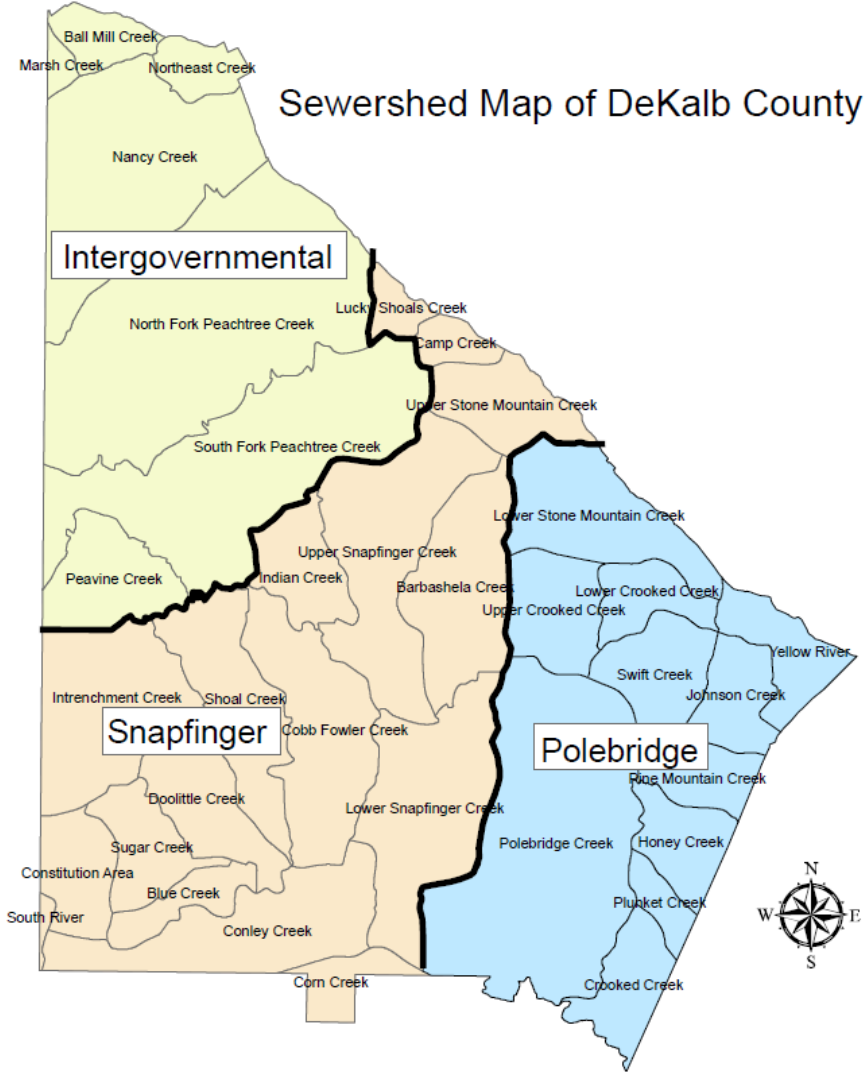 Ball Mill Creek
Marsh Creek
Northeast Creek
Sewershed Map of DeKalb County
Nancy Creek
Intergovernmental
Lucky Shoals Creek
North Fork Peachtree Creek
Camp Creek
Upper Stone Mountain Creek
South Fork Peachtree Creek
Lower Stone Mountain Creek
Upper Snapfinger Creek
Peavine Creek
Indian Creek
Barbashela Creek
Lower Crooked Creek
Upper Crooked Creek
Yellow River
Swift Creek
Intrenchment Creek
Shoal Creek
Johnson Creek
Snapfinger
Cobb Fowler Creek
Polebridge
Pine Mountain Creek
Doolittle Creek
Lower Snapfinger Creek
Sugar Creek
Polebridge Creek
Honey Creek
Constitution Area
Blue Creek
Plunket Creek
South River
Conley Creek
Corn Creek
Crooked Creek
N
W
E
S